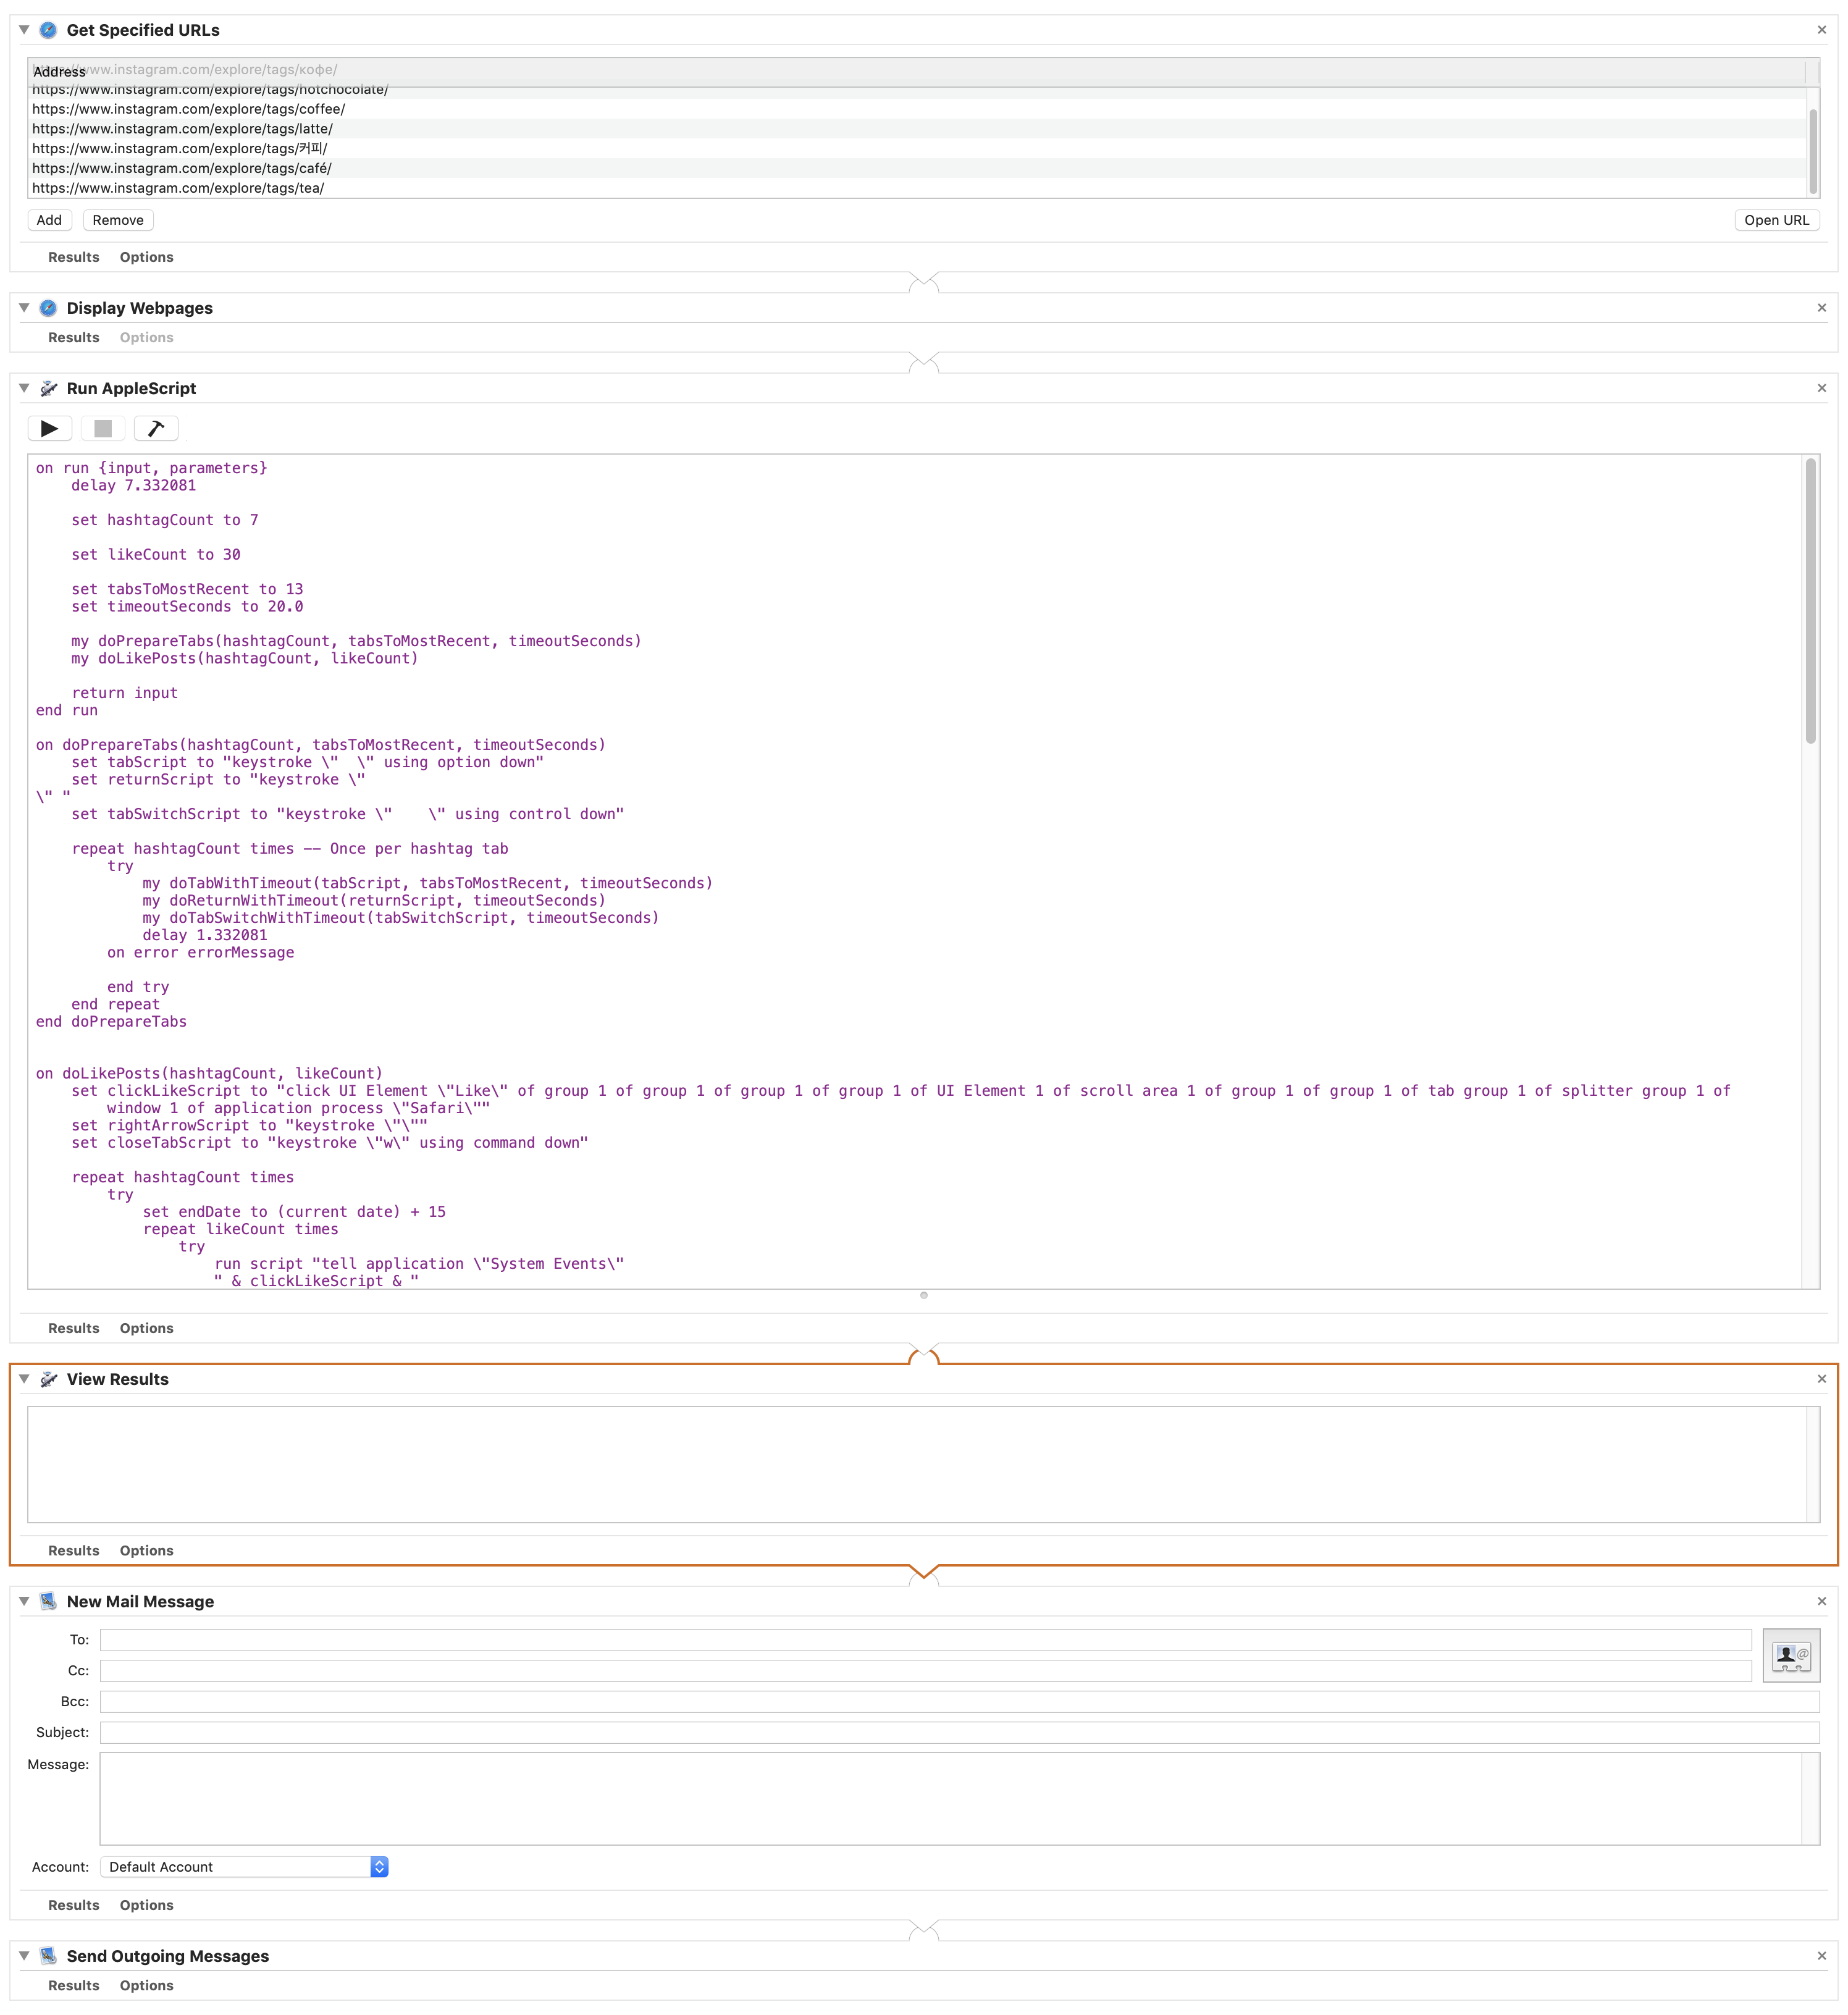 Get Specified URLs
Address
https://www.instagram.com/explore/tags/кофе/
https://www.instagram.com/explore/tags/hotchocolate/
https://www.instagram.com/explore/tags/coffee/
https://www.instagram.com/explore/tags/latte/
https://www.instagram.com/explore/tags/커피/
https://www.instagram.com/explore/tags/café/
https://www.instagram.com/explore/tags/tea/
Add Remove Open URL
Results Options
Display Webpages
Results Options
Run AppleScript
on run {input, parameters}
delay 7.332081
set hashtagCount to 7
set likeCount to 30
set tabsToMostRecent to 13
set timeoutSeconds to 20.0
my doPrepareTabs(hashtagCount, tabsToMostRecent, timeoutSeconds)
my doLikePosts(hashtagCount, likeCount)
return input
end run
on doPrepareTabs(hashtagCount, tabsToMostRecent, timeoutSeconds)
set tabScript to "keystroke \"  \" using option down"
set returnScript to "keystroke \"
\" "
set tabSwitchScript to "keystroke \"    \" using control down"
repeat hashtagCount times -- Once per hashtag tab
try
my doTabWithTimeout(tabScript, tabsToMostRecent, timeoutSeconds)
my doReturnWithTimeout(returnScript, timeoutSeconds)
my doTabSwitchWithTimeout(tabSwitchScript, timeoutSeconds)
delay 1.332081
on error errorMessage
end try
end repeat
end doPrepareTabs
on doLikePosts(hashtagCount, likeCount)
set clickLikeScript to "click UI Element \"Like\" of group 1 of group 1 of group 1 of group 1 of UI Element 1 of scroll area 1 of group 1 of group 1 of tab group 1 of splitter group 1 of
window 1 of application process \"Safari\""
set rightArrowScript to "keystroke \"\""
set closeTabScript to "keystroke \"w\" using command down"
repeat hashtagCount times
try
set endDate to (current date) + 15
repeat likeCount times
try
run script "tell application \"System Events\"
" & clickLikeScript & "
Results Options
View Results
Results Options
New Mail Message
To:
Cc:
Bcc:
Subject:
Message:
Account: Default Account
Results Options
Send Outgoing Messages
Results Options